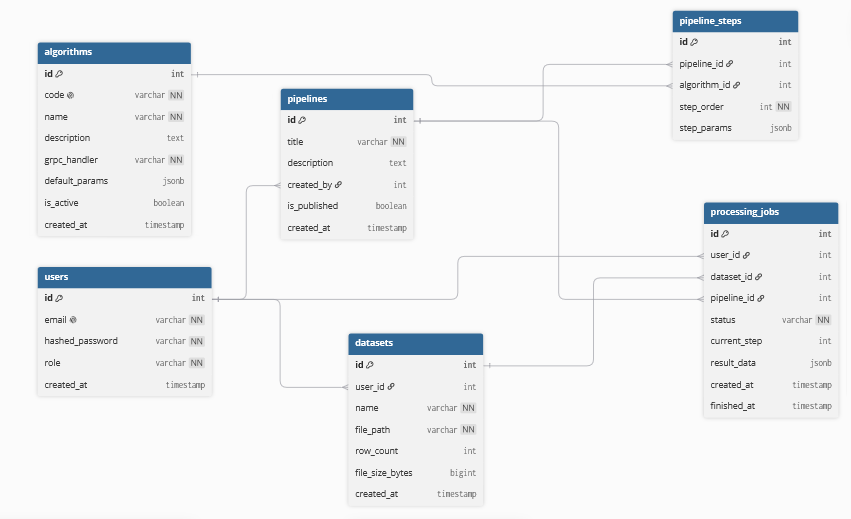 algorithms
id int
code varchar NN
name varchar NN
description text
grpc_handler varchar NN
default_params jsonb
is_active boolean
created_at timestamp
pipelines
id int
title varchar NN
description text
created_by int
is_published boolean
created_at timestamp
pipeline_steps
id int
pipeline_id int
algorithm_id int
step_order int NN
step_params jsonb
users
id int
email varchar NN
hashed_password varchar NN
role varchar NN
created_at timestamp
datasets
id int
user_id int
name varchar NN
file_path varchar NN
row_count int
file_size_bytes bigint
created_at timestamp
processing_jobs
id int
user_id int
dataset_id int
pipeline_id int
status varchar NN
current_step int
result_data jsonb
created_at timestamp
finished_at timestamp